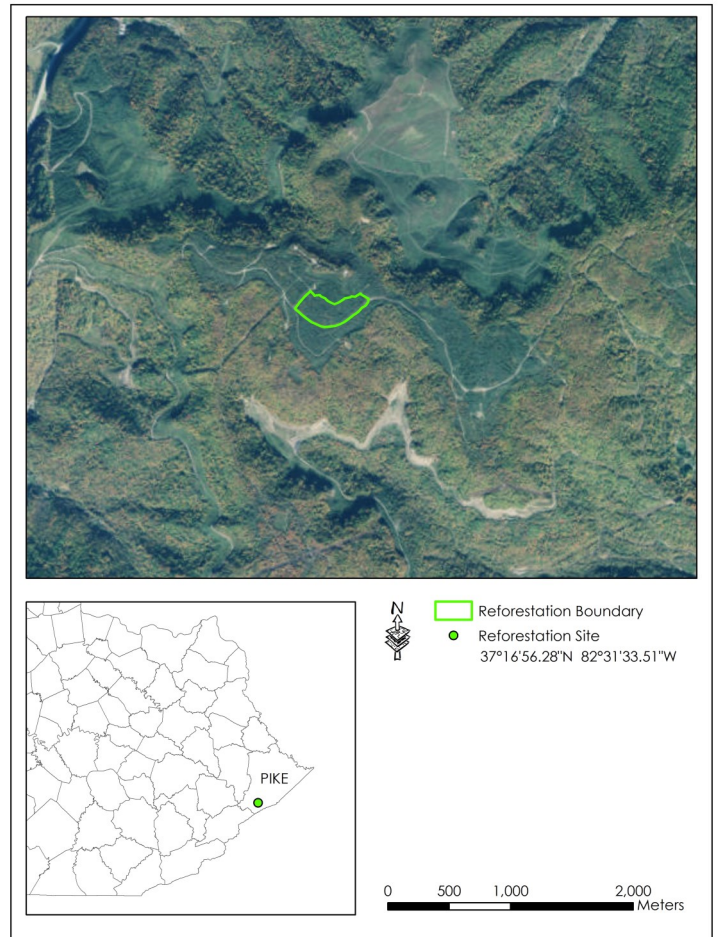 N
Reforestation Boundary
Reforestation Site
37°16'56.28"N 82°31'33.51"W
PIKE
0 500 1,000 2,000
Meters